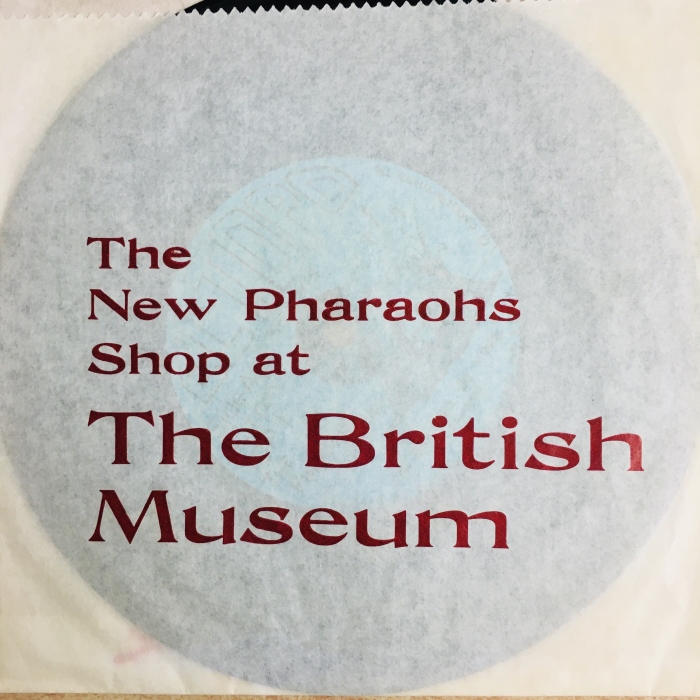 The
New Pharaohs
Shop at
The British
Museum